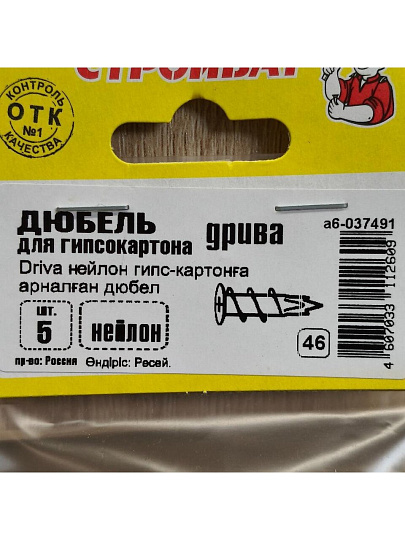 СТРОЙБАТ
КОНТРОЛЬ
ОТК
№1
КАЧЕСТВА
ДЮБЕЛЬ
для гипсокартона
дрива
а6-037491
Driva нейлон гипс-картонға
арналған дюбел
шт.
5
нейлон
46
пр-во: Россия
Өндіріс: Ресей.
4 607033 112609